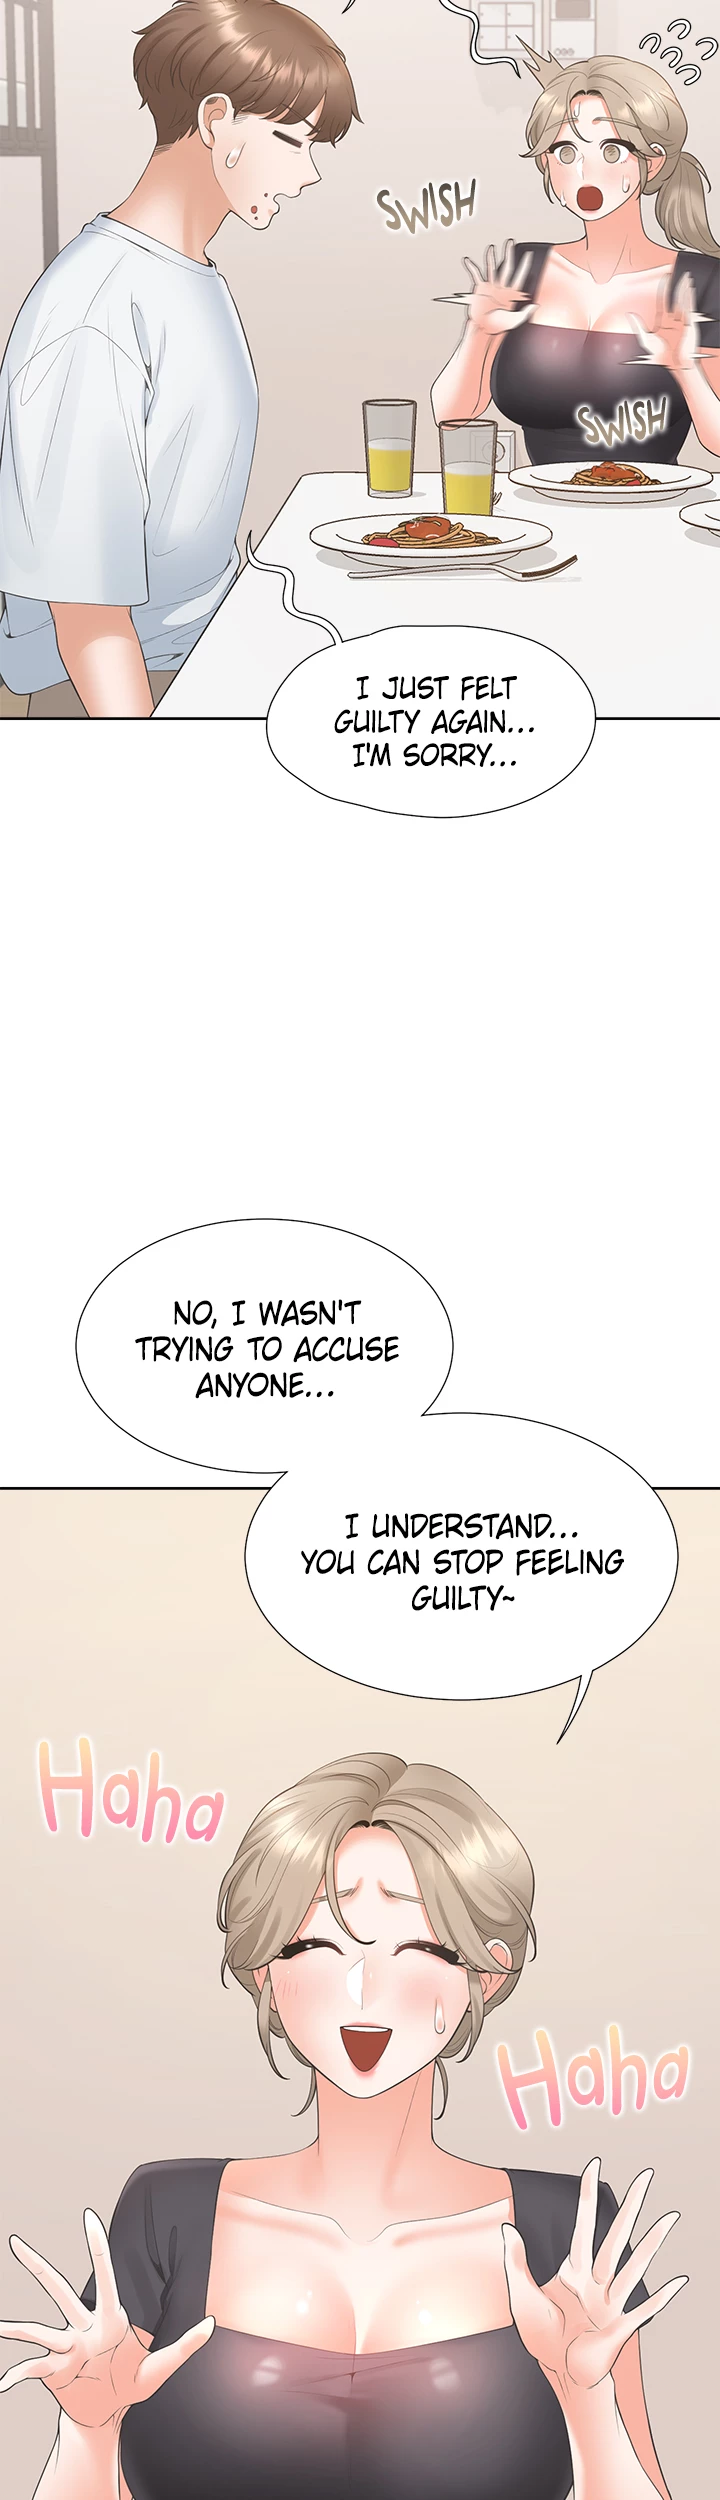 SWISH
SWISH
I JUST FELT
GUILTY AGAIN...
I'M SORRY...
NO, I WASN'T
TRYING TO ACCUSE
ANYONE...
I UNDERSTAND...
YOU CAN STOP FEELING
GUILTY~
Haha
Haha